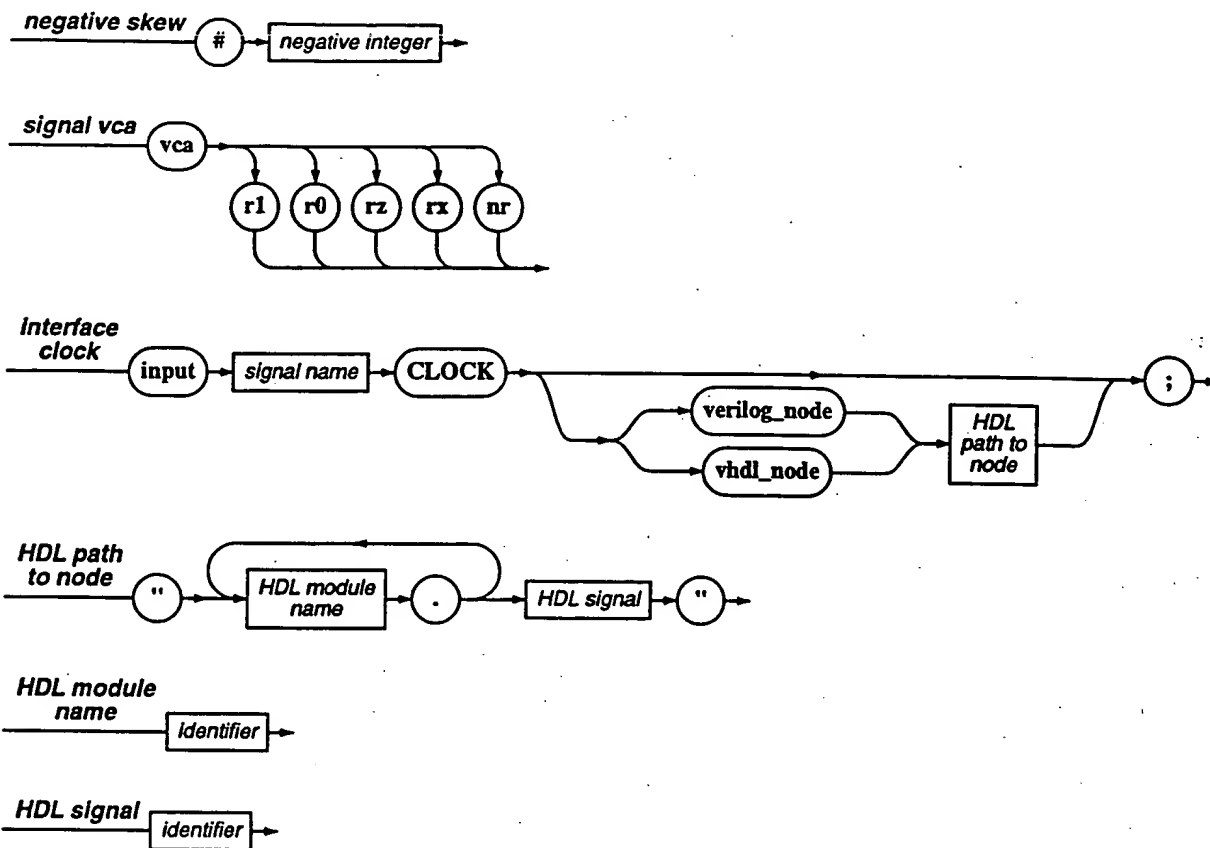 negative skew
# negative integer
signal vca
vca
r1 r0 rz rx nr
interface
clock
input signal name CLOCK ;
verilog_node
vhdl_node
HDL
path to
node
HDL path
to node
" HDL module
name . HDL signal "
HDL module
name
identifier
HDL signal
identifier